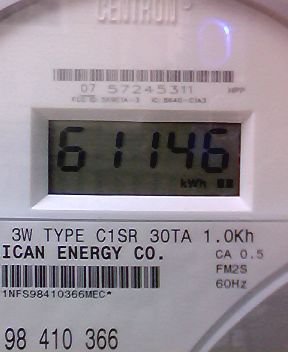 CENTRON®
07 57245311
61146
kWh
3W TYPE C1SR 30TA 1.0Kh
ICAN ENERGY CO.
CA 0.5
FM2S
60Hz
1NFS98410366MEC*
98 410 366